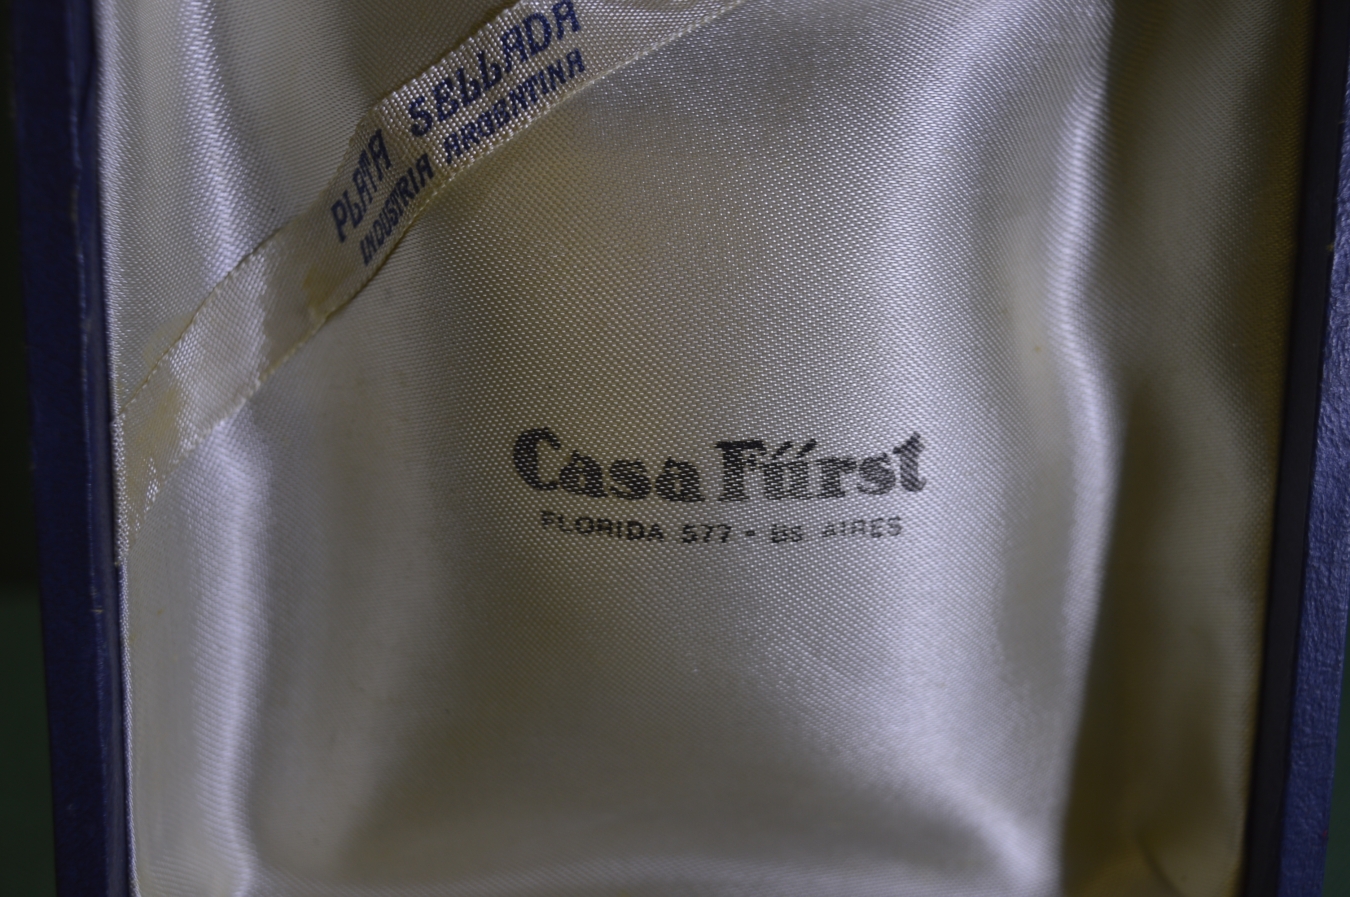 PLATA SELLADA
INDUSTRIA ARGENTINA
Casa Fürst
FLORIDA 577 - BS AIRES